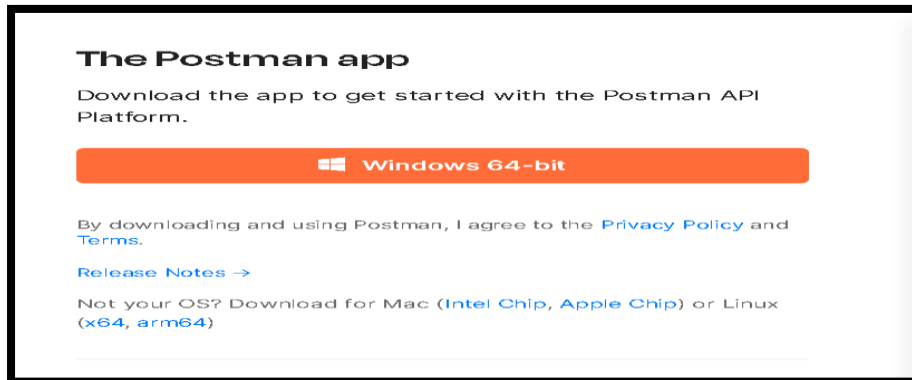 The Postman app
Download the app to get started with the Postman API
Platform.
Windows 64-bit
By downloading and using Postman, I agree to the Privacy Policy and
Terms.
Release Notes →
Not your OS? Download for Mac (Intel Chip, Apple Chip) or Linux
(x64, arm64)